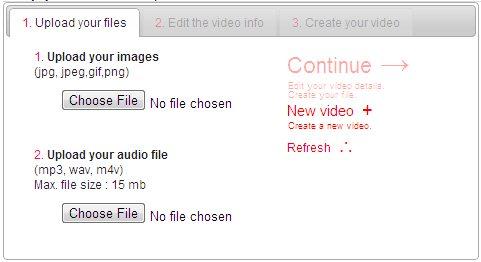 1. Upload your files
2. Edit the video info
3. Create your video
1. Upload your images
(jpg, jpeg,gif,png)
Choose File No file chosen
2. Upload your audio file
(mp3, wav, m4v)
Max. file size : 15 mb
Choose File No file chosen
Continue →
Edit your video details.
Create your file.
New video +
Create a new video.
Refresh ∴